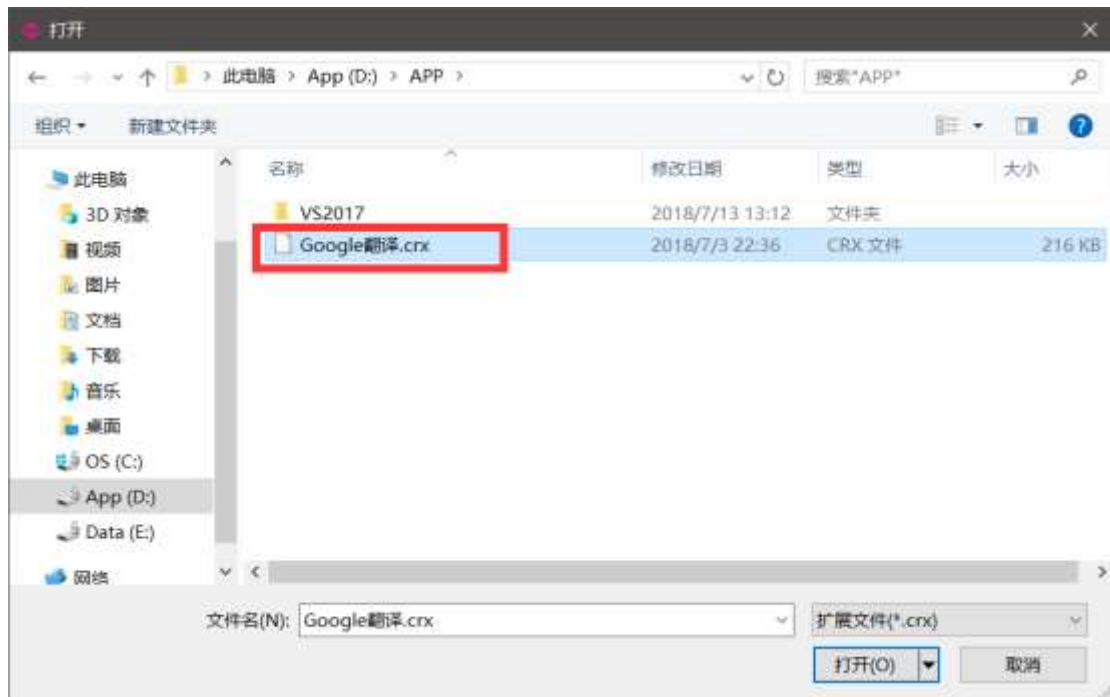 打开
此电脑 > App (D:) > APP >
搜索"APP"
组织
新建文件夹
名称 修改日期 类型 大小
VS2017 2018/7/13 13:12 文件夹
Google翻译.crx 2018/7/3 22:36 CRX 文件 216 KB
此电脑
3D 对象
视频
图片
文档
下载
音乐
桌面
OS (C:)
App (D:)
Data (E:)
网络
文件名(N): Google翻译.crx
扩展文件(*.crx)
打开(O) 取消